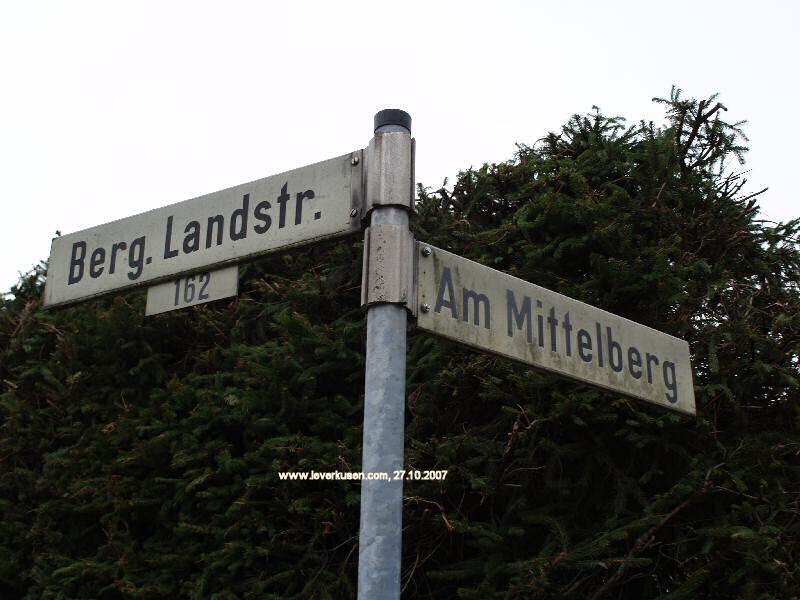 Berg. Landstr.
162
Am Mittelberg
www.leverkusen.com, 27.10.2007